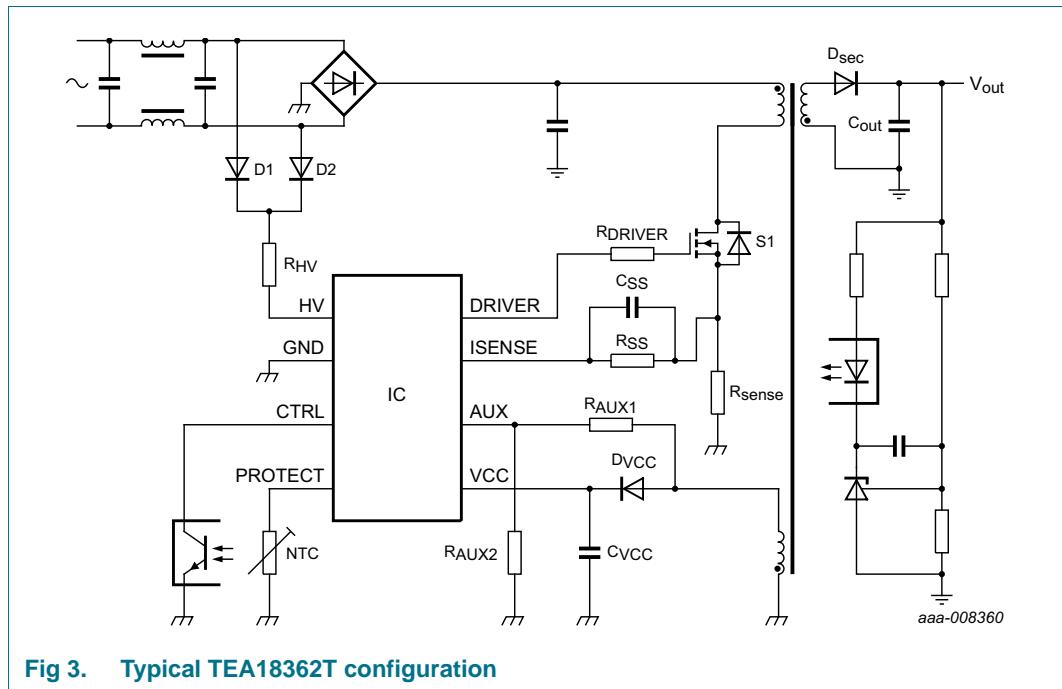 D1
D2
Dsec
Vout
Cout
RHV
RDRIVER
S1
CSS
HV
DRIVER
GND
ISENSE
RSS
IC
Rsense
CTRL
AUX
RAUX1
PROTECT
VCC
DVCC
NTC
RAUX2
CVCC
aaa-008360
Fig 3. Typical TEA18362T configuration